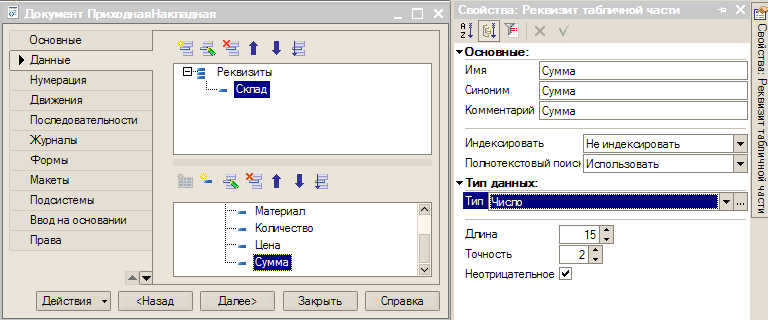 Документ ПриходнаяНакладная
Основные
Данные
Нумерация
Движения
Последовательности
Журналы
Формы
Макеты
Подсистемы
Ввод на основании
Права
Реквизиты
Склад
Материал
Количество
Цена
Сумма
Действия
<Назад
Далее>
Закрыть
Справка
Свойства: Реквизит табличной части
Основные:
Имя Сумма
Синоним Сумма
Комментарий Сумма
Индексировать Не индексировать
Полнотекстовый поиск Использовать
Тип данных:
Тип Число
...
Длина 15
Точность 2
Неотрицательное
Свойства: Реквизит табличной части